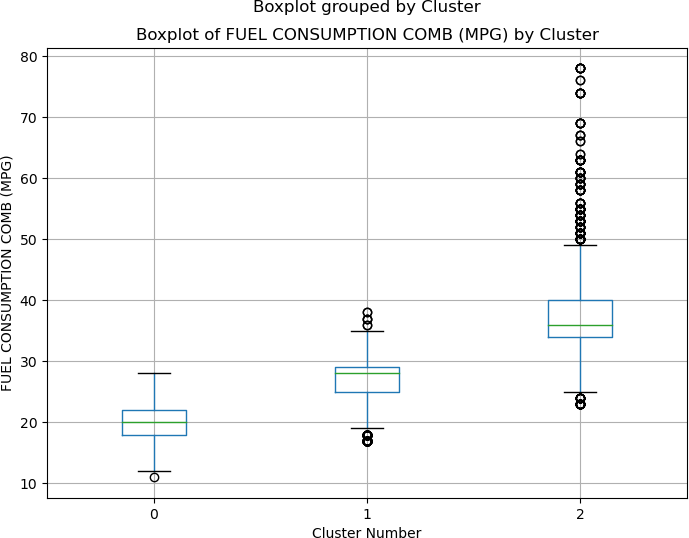 Boxplot grouped by Cluster
Boxplot of FUEL CONSUMPTION COMB (MPG) by Cluster
FUEL CONSUMPTION COMB (MPG)
80
70
60
50
40
30
20
10
0 1 2
Cluster Number